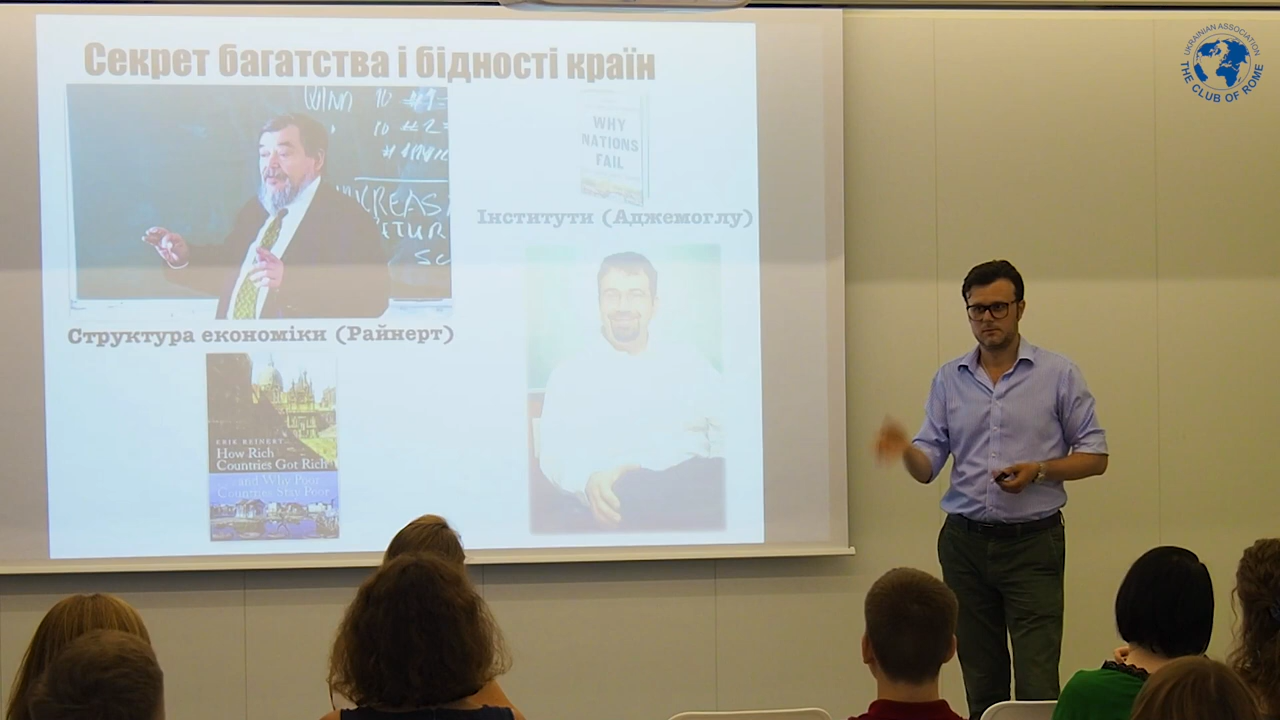 Секрет багатства і бідності країн
WHY
NATIONS
FAIL
Інститути (Аджемоглу)
Структура економіки (Райнерт)
ERIK REINERT
How Rich
Countries Got Rich
and Why Poor
Countries Stay Poor
UKRAINIAN ASSOCIATION
THE CLUB OF ROME